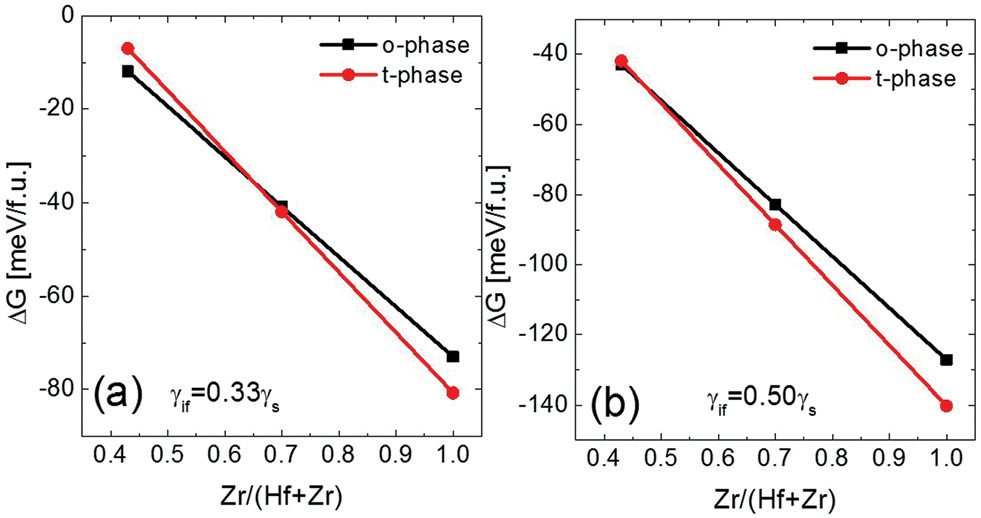 0
-20
-40
-60
-80
ΔG [meV/f.u.]
o-phase
t-phase
(a) γif=0.33γs
0.4 0.5 0.6 0.7 0.8 0.9 1.0
Zr/(Hf+Zr)
-40
-60
-80
-100
-120
-140
ΔG [meV/f.u.]
o-phase
t-phase
(b) γif=0.50γs
0.4 0.5 0.6 0.7 0.8 0.9 1.0
Zr/(Hf+Zr)